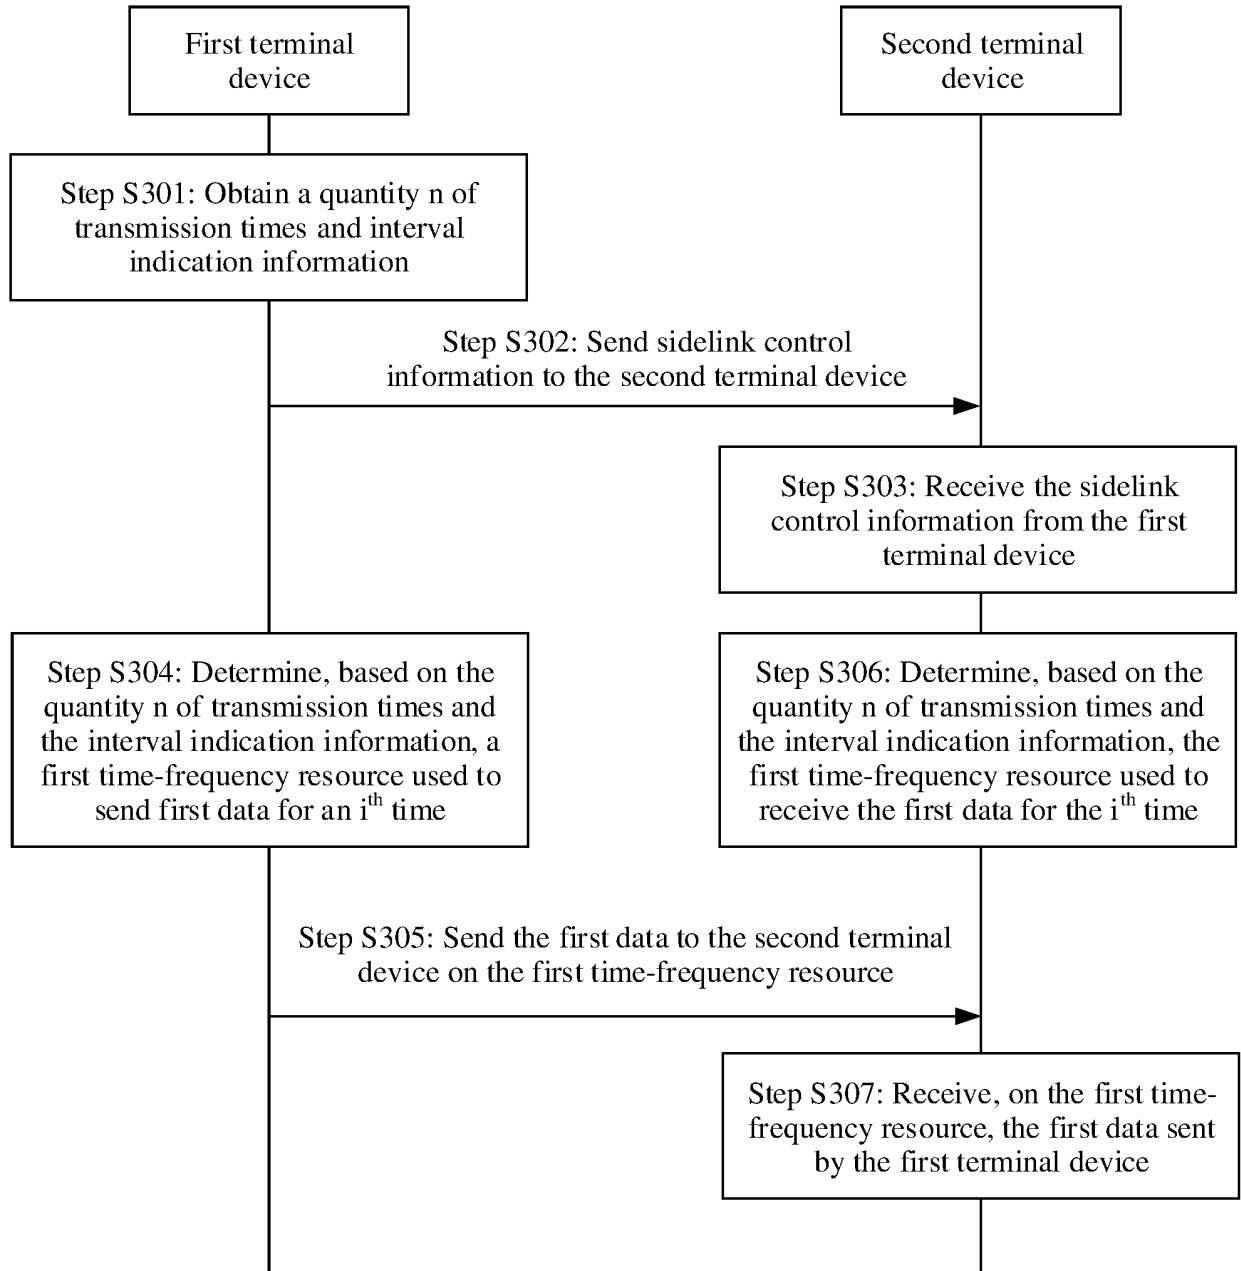 First terminal
device
Second terminal
device
Step S301: Obtain a quantity n of
transmission times and interval
indication information
Step S302: Send sidelink control
information to the second terminal device
Step S303: Receive the sidelink
control information from the first
terminal device
Step S304: Determine, based on the
quantity n of transmission times and
the interval indication information, a
first time-frequency resource used to
send first data for an i^th time
Step S306: Determine, based on the
quantity n of transmission times and
the interval indication information, the
first time-frequency resource used to
receive the first data for the i^th time
Step S305: Send the first data to the second terminal
device on the first time-frequency resource
Step S307: Receive, on the first time-
frequency resource, the first data sent
by the first terminal device